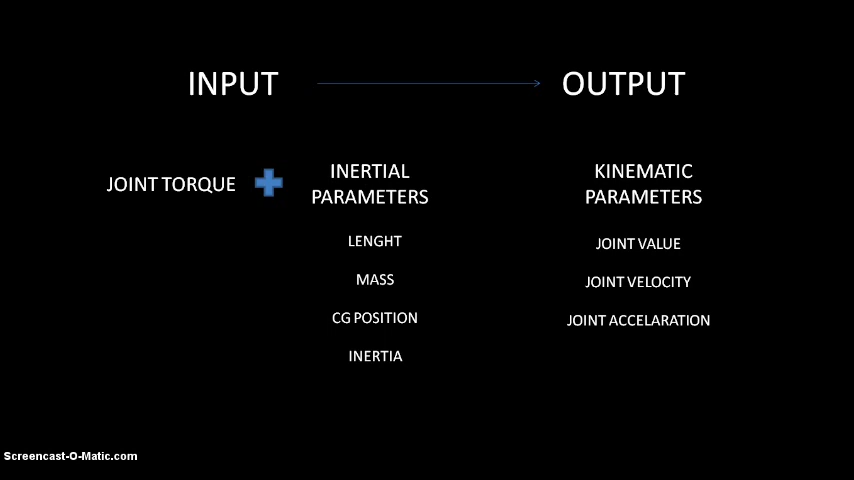 INPUT
OUTPUT
JOINT TORQUE
INERTIAL
PARAMETERS
LENGHT
MASS
CG POSITION
INERTIA
KINEMATIC
PARAMETERS
JOINT VALUE
JOINT VELOCITY
JOINT ACCELARATION
Screencast-O-Matic.com